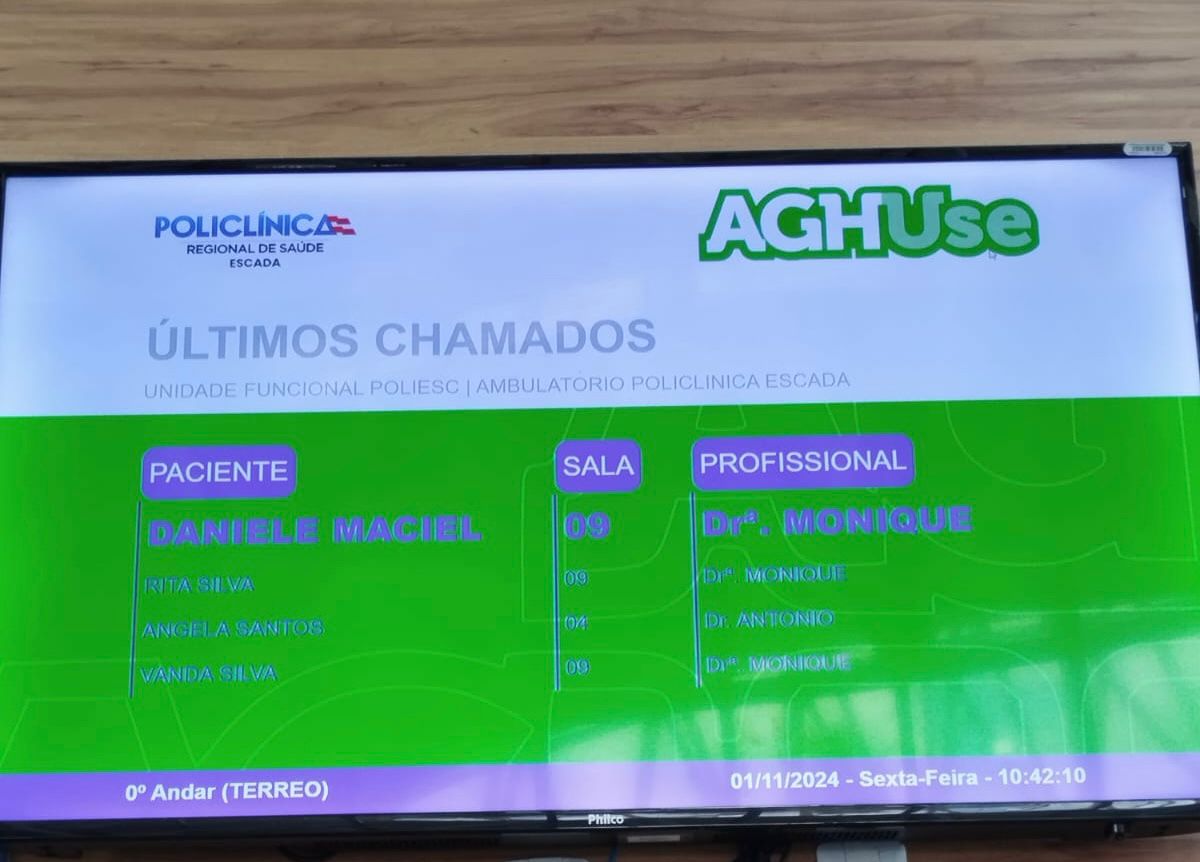 POLICLÍNICA
REGIONAL DE SAÚDE
ESCADA
AGHUse
ÚLTIMOS CHAMADOS
UNIDADE FUNCIONAL POLIESC | AMBULATORIO POLICLINICA ESCADA
PACIENTE SALA PROFISSIONAL
DANIELE MACIEL 09 Drª. MONIQUE
RITA SILVA 09 Drª. MONIQUE
ANGELA SANTOS 04 Dr. ANTONIO
VANDA SILVA 09 Drª. MONIQUE
0º Andar (TERREO) 01/11/2024 - Sexta-Feira - 10:42:10
Philco